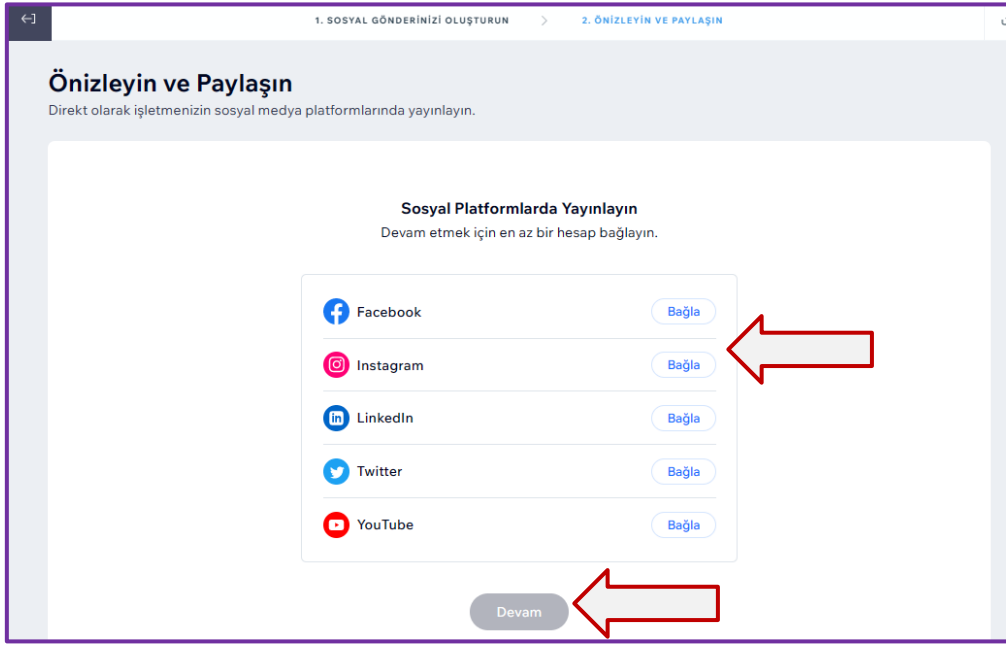 1. SOSYAL GÖNDERİNİZİ OLUŞTURUN > 2. ÖNİZLEYİN VE PAYLAŞIN
Önizleyin ve Paylaşın
Direkt olarak işletmenizin sosyal medya platformlarında yayınlayın.
Sosyal Platformlarda Yayınlayın
Devam etmek için en az bir hesap bağlayın.
Facebook Bağla
Instagram Bağla
LinkedIn Bağla
Twitter Bağla
YouTube Bağla
Devam